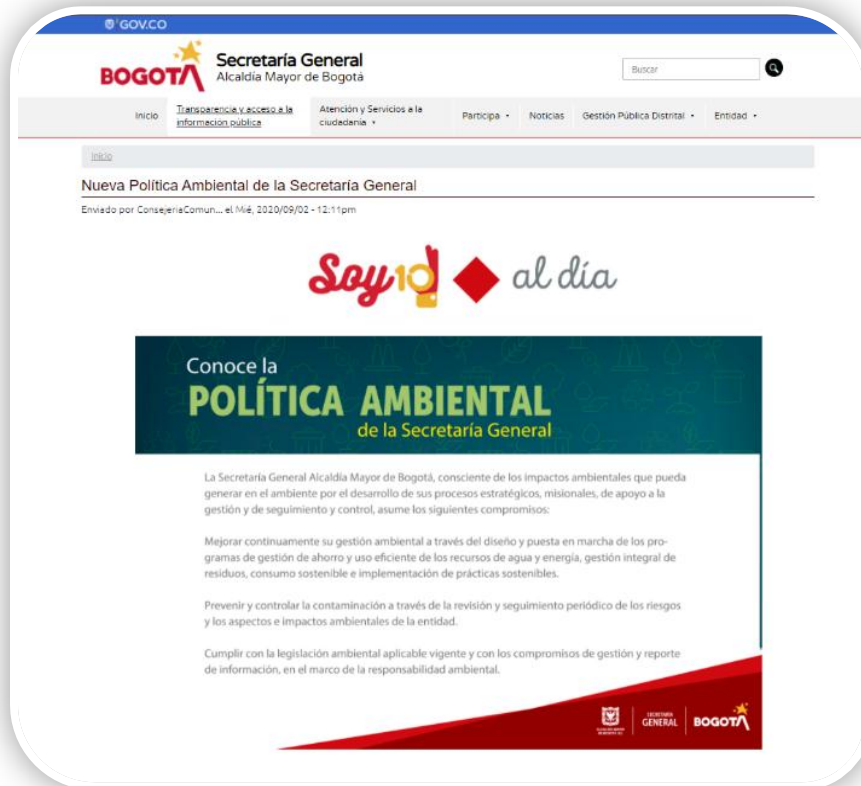 GOV.CO
BOGOTÁ
Secretaría General
Alcaldía Mayor de Bogotá
Buscar
Inicio
Transparencia y acceso a la
información pública
Atención y Servicios a la
ciudadanía
Participa
Noticias
Gestión Pública Distrital
Entidad
Inicio
Nueva Política Ambiental de la Secretaría General
Enviado por ConsejeriaComun... el Mié, 2020/09/02 - 12:11pm
Soy10 al día
Conoce la
POLÍTICA AMBIENTAL
de la Secretaría General
La Secretaría General Alcaldía Mayor de Bogotá, consciente de los impactos ambientales que pueda
generar en el ambiente por el desarrollo de sus procesos estratégicos, misionales, de apoyo a la
gestión y de seguimiento y control, asume los siguientes compromisos:
Mejorar continuamente su gestión ambiental a través del diseño y puesta en marcha de los pro-
gramas de gestión de ahorro y uso eficiente de los recursos de agua y energía, gestión integral de
residuos, consumo sostenible e implementación de prácticas sostenibles.
Prevenir y controlar la contaminación a través de la revisión y seguimiento periódico de los riesgos
y los aspectos e impactos ambientales de la entidad.
Cumplir con la legislación ambiental aplicable vigente y con los compromisos de gestión y reporte
de información, en el marco de la responsabilidad ambiental.
SECRETARÍA
GENERAL
BOGOTÁ